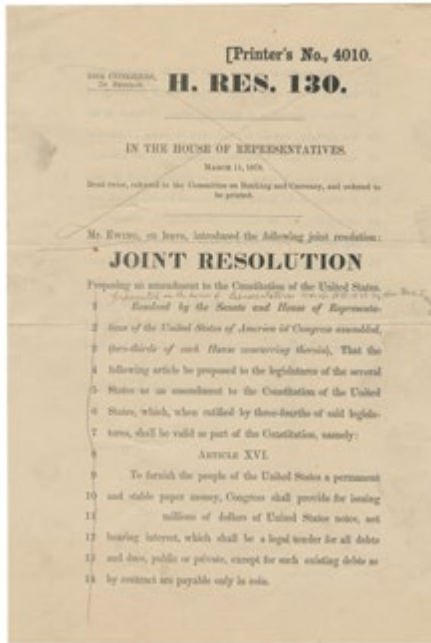 [Printer's No., 4010.
45TH CONGRESS,
2D SESSION.
H. RES. 130.
IN THE HOUSE OF REPRESENTATIVES.
MARCH 11, 1878.
Read twice, referred to the Committee on Banking and Currency, and ordered to
be printed.
Mr. EWING, on leave, introduced the following joint resolution:
JOINT RESOLUTION
Proposing an amendment to the Constitution of the United States.
1 Resolved by the Senate and House of Representa-
2 tives of the United States of America in Congress assembled,
3 (two-thirds of each House concurring therein), That the
4 following article be proposed to the legislatures of the several
5 States as an amendment to the Constitution of the United
6 States, which, when ratified by three-fourths of said legisla-
7 tures, shall be valid as part of the Constitution, namely:
8 ARTICLE XVI.
9 To furnish the people of the United States a permanent
10 and stable paper money, Congress shall provide for issuing
11 millions of dollars of United States notes, not
12 bearing interest, which shall be a legal tender for all debts
13 and dues, public or private, except for such existing debts as
14 by contract are payable only in coin.